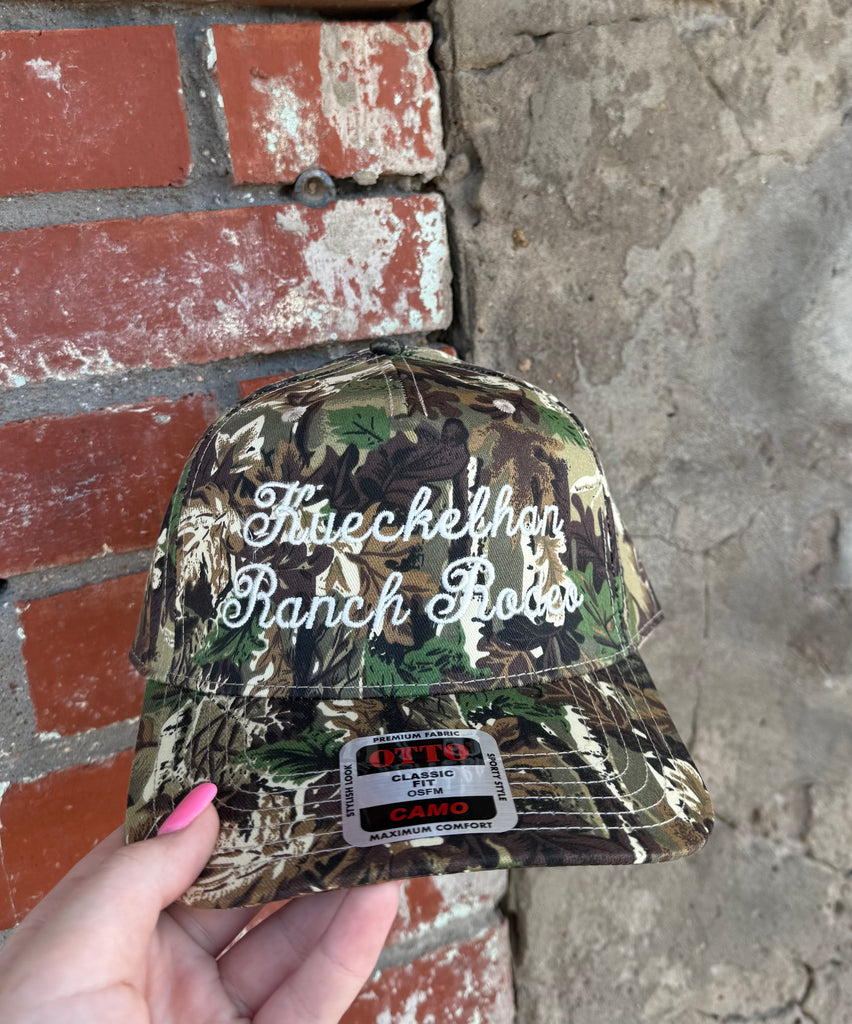 Kueckelhan
Ranch Rodeo
PREMIUM FABRIC
OTTO
CLASSIC
FIT
OSFM
CAMO
MAXIMUM COMFORT
STYLISH LOOK
SPORTY STYLE